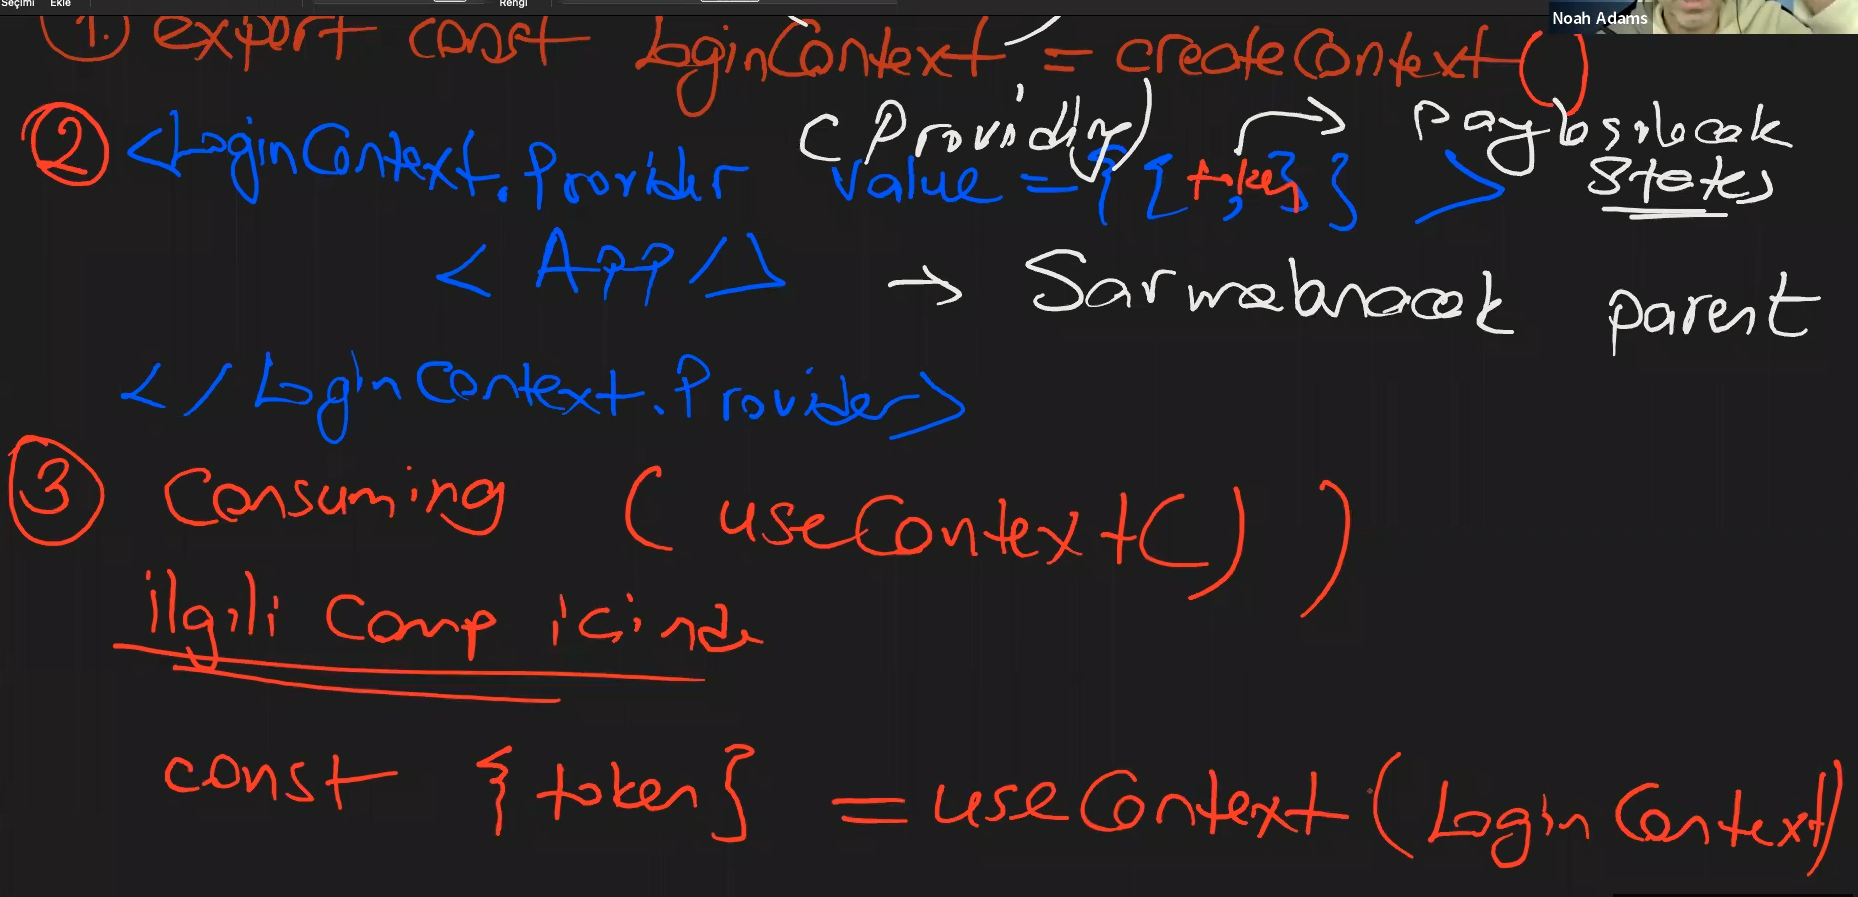 Seçimi Ekle Rengi
Noah Adams
1. export const LoginContext = createContext()
(Providing) → paylasılacak
② <LoginContext.Provider value={{token,}}> States
<App/> → Sarmalanacak parent
</LoginContext.Provider>
③ Consuming (useContext())
ilgili Comp içinde
const {token} = useContext(LoginContext)